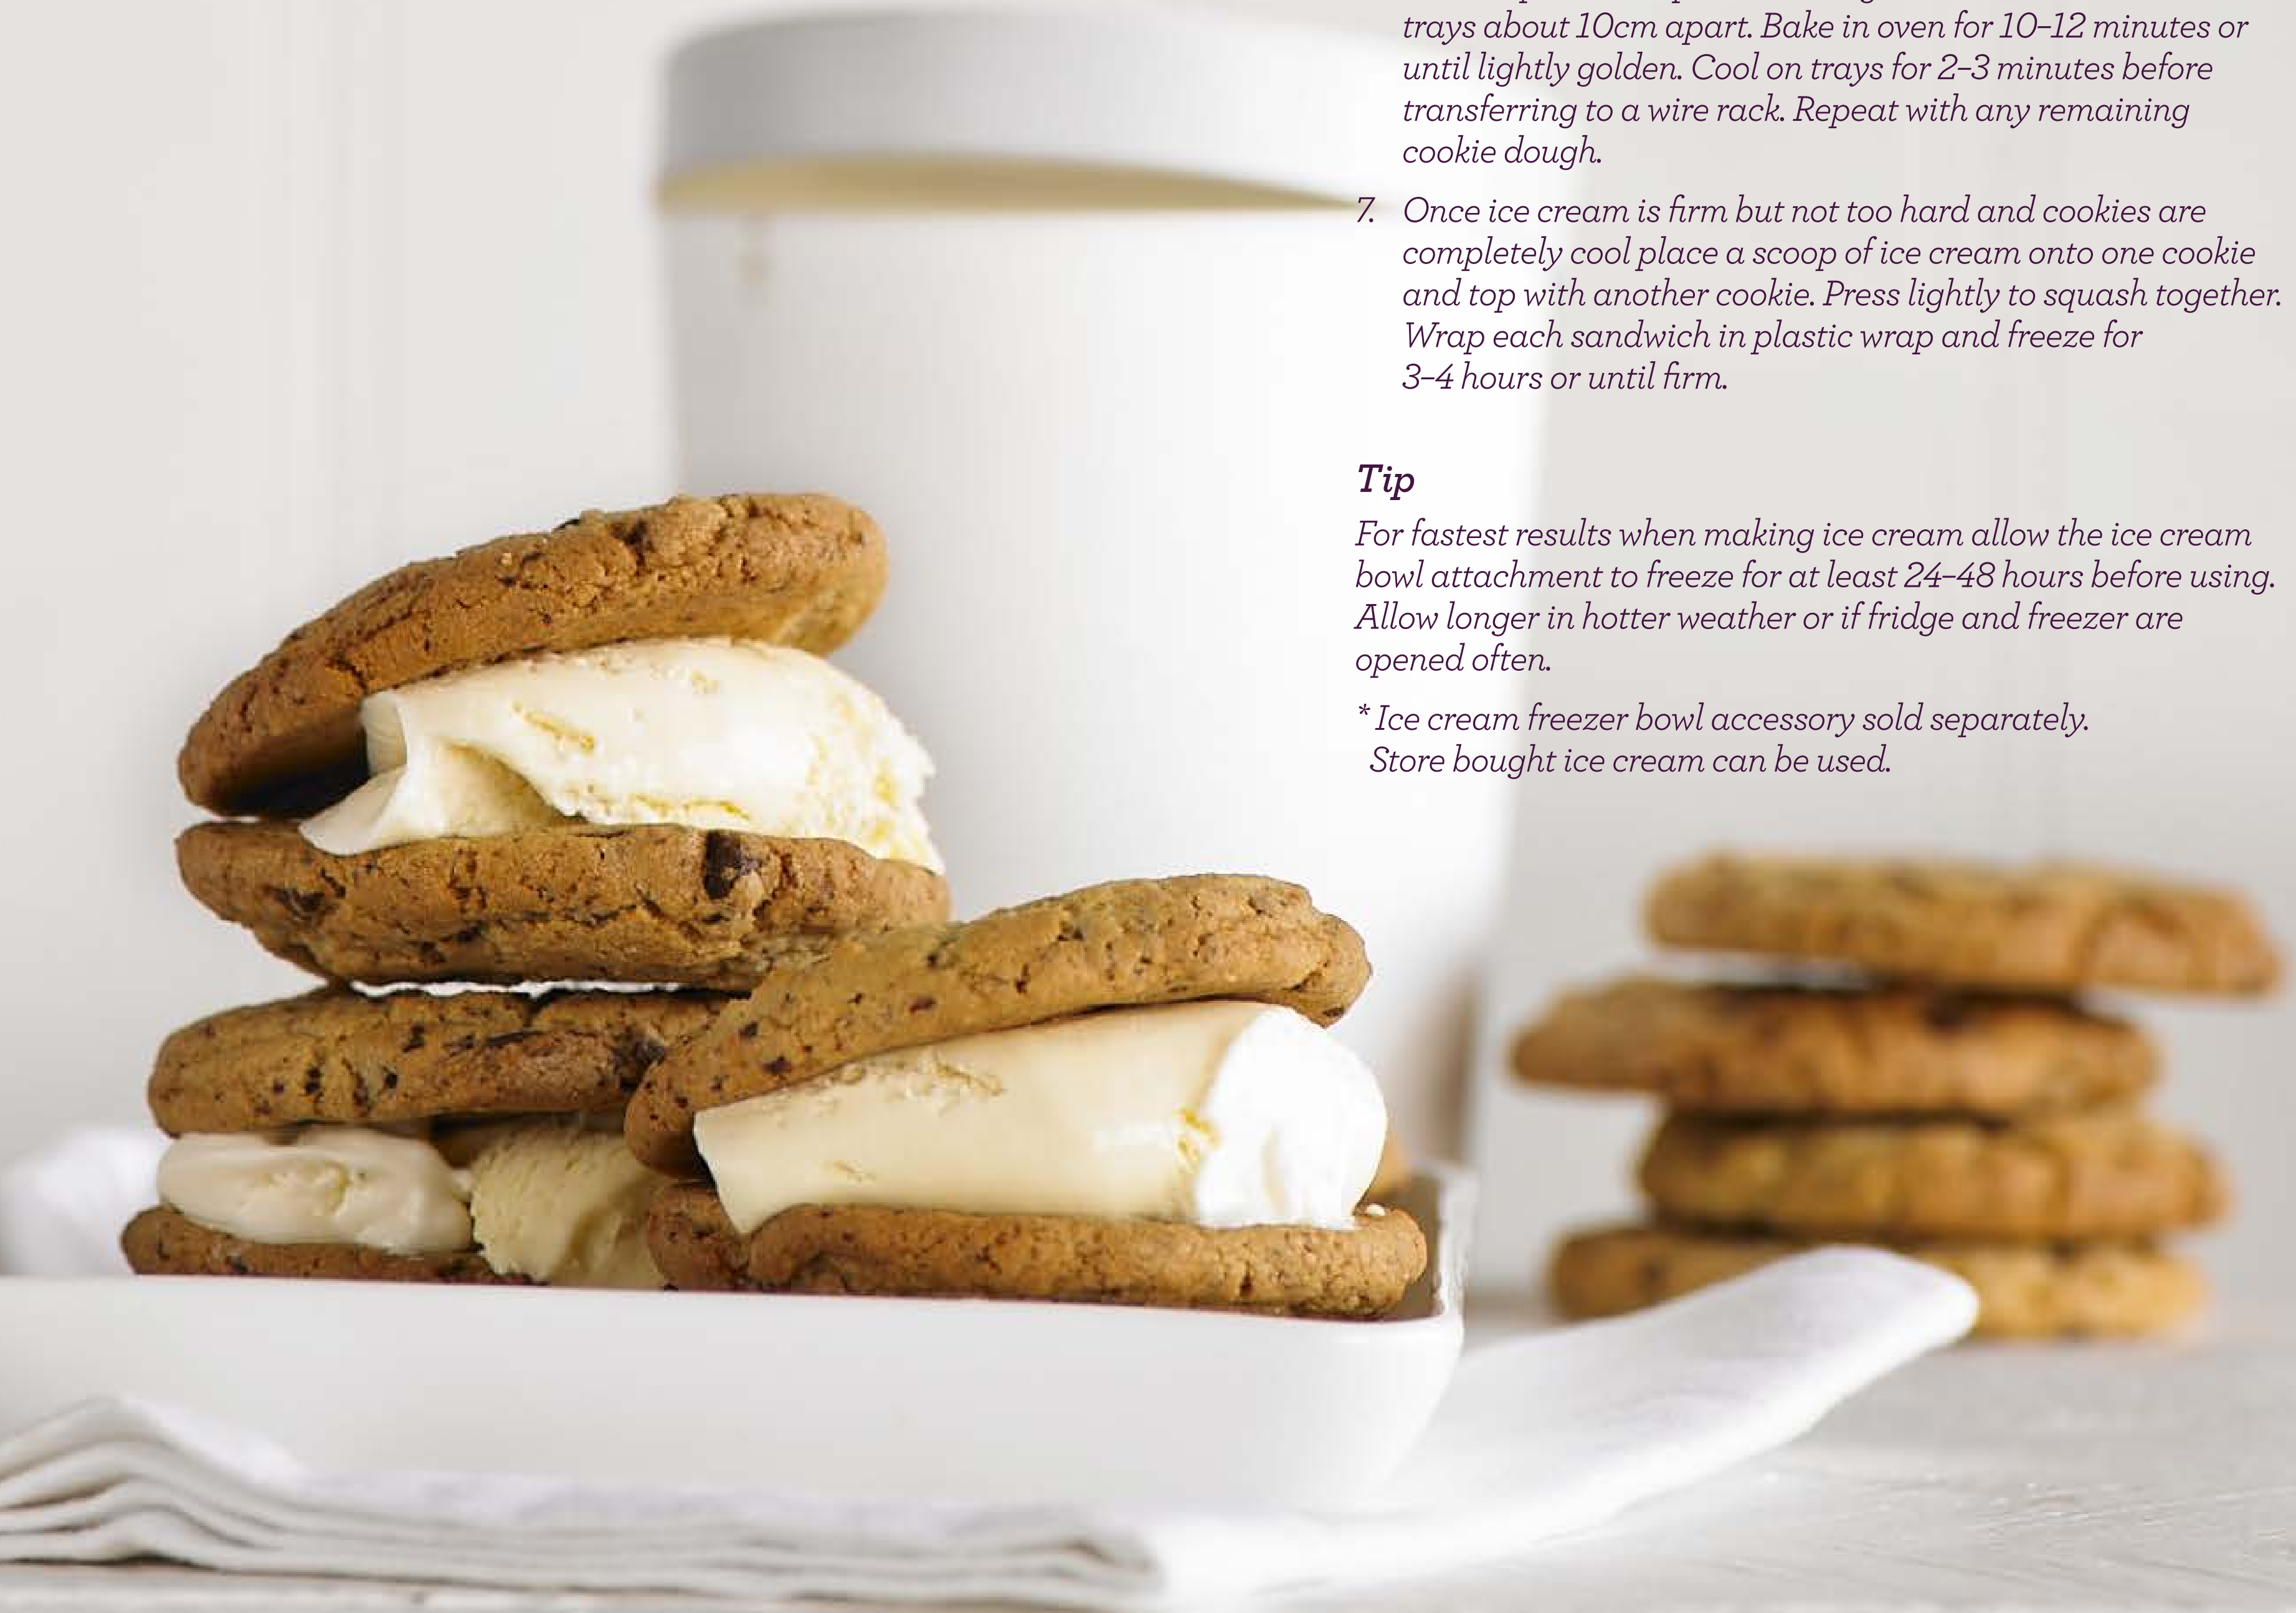 trays about 10cm apart. Bake in oven for 10–12 minutes or
until lightly golden. Cool on trays for 2–3 minutes before
transferring to a wire rack. Repeat with any remaining
cookie dough.
7. Once ice cream is firm but not too hard and cookies are
completely cool place a scoop of ice cream onto one cookie
and top with another cookie. Press lightly to squash together.
Wrap each sandwich in plastic wrap and freeze for
3–4 hours or until firm.
Tip
For fastest results when making ice cream allow the ice cream
bowl attachment to freeze for at least 24–48 hours before using.
Allow longer in hotter weather or if fridge and freezer are
opened often.
* Ice cream freezer bowl accessory sold separately.
Store bought ice cream can be used.